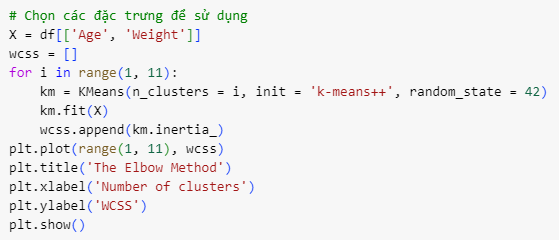 # Chọn các đặc trưng để sử dụng
X = df[['Age', 'Weight']]
wcss = []
for i in range(1, 11):
    km = KMeans(n_clusters = i, init = 'k-means++', random_state = 42)
    km.fit(X)
    wcss.append(km.inertia_)
plt.plot(range(1, 11), wcss)
plt.title('The Elbow Method')
plt.xlabel('Number of clusters')
plt.ylabel('WCSS')
plt.show()